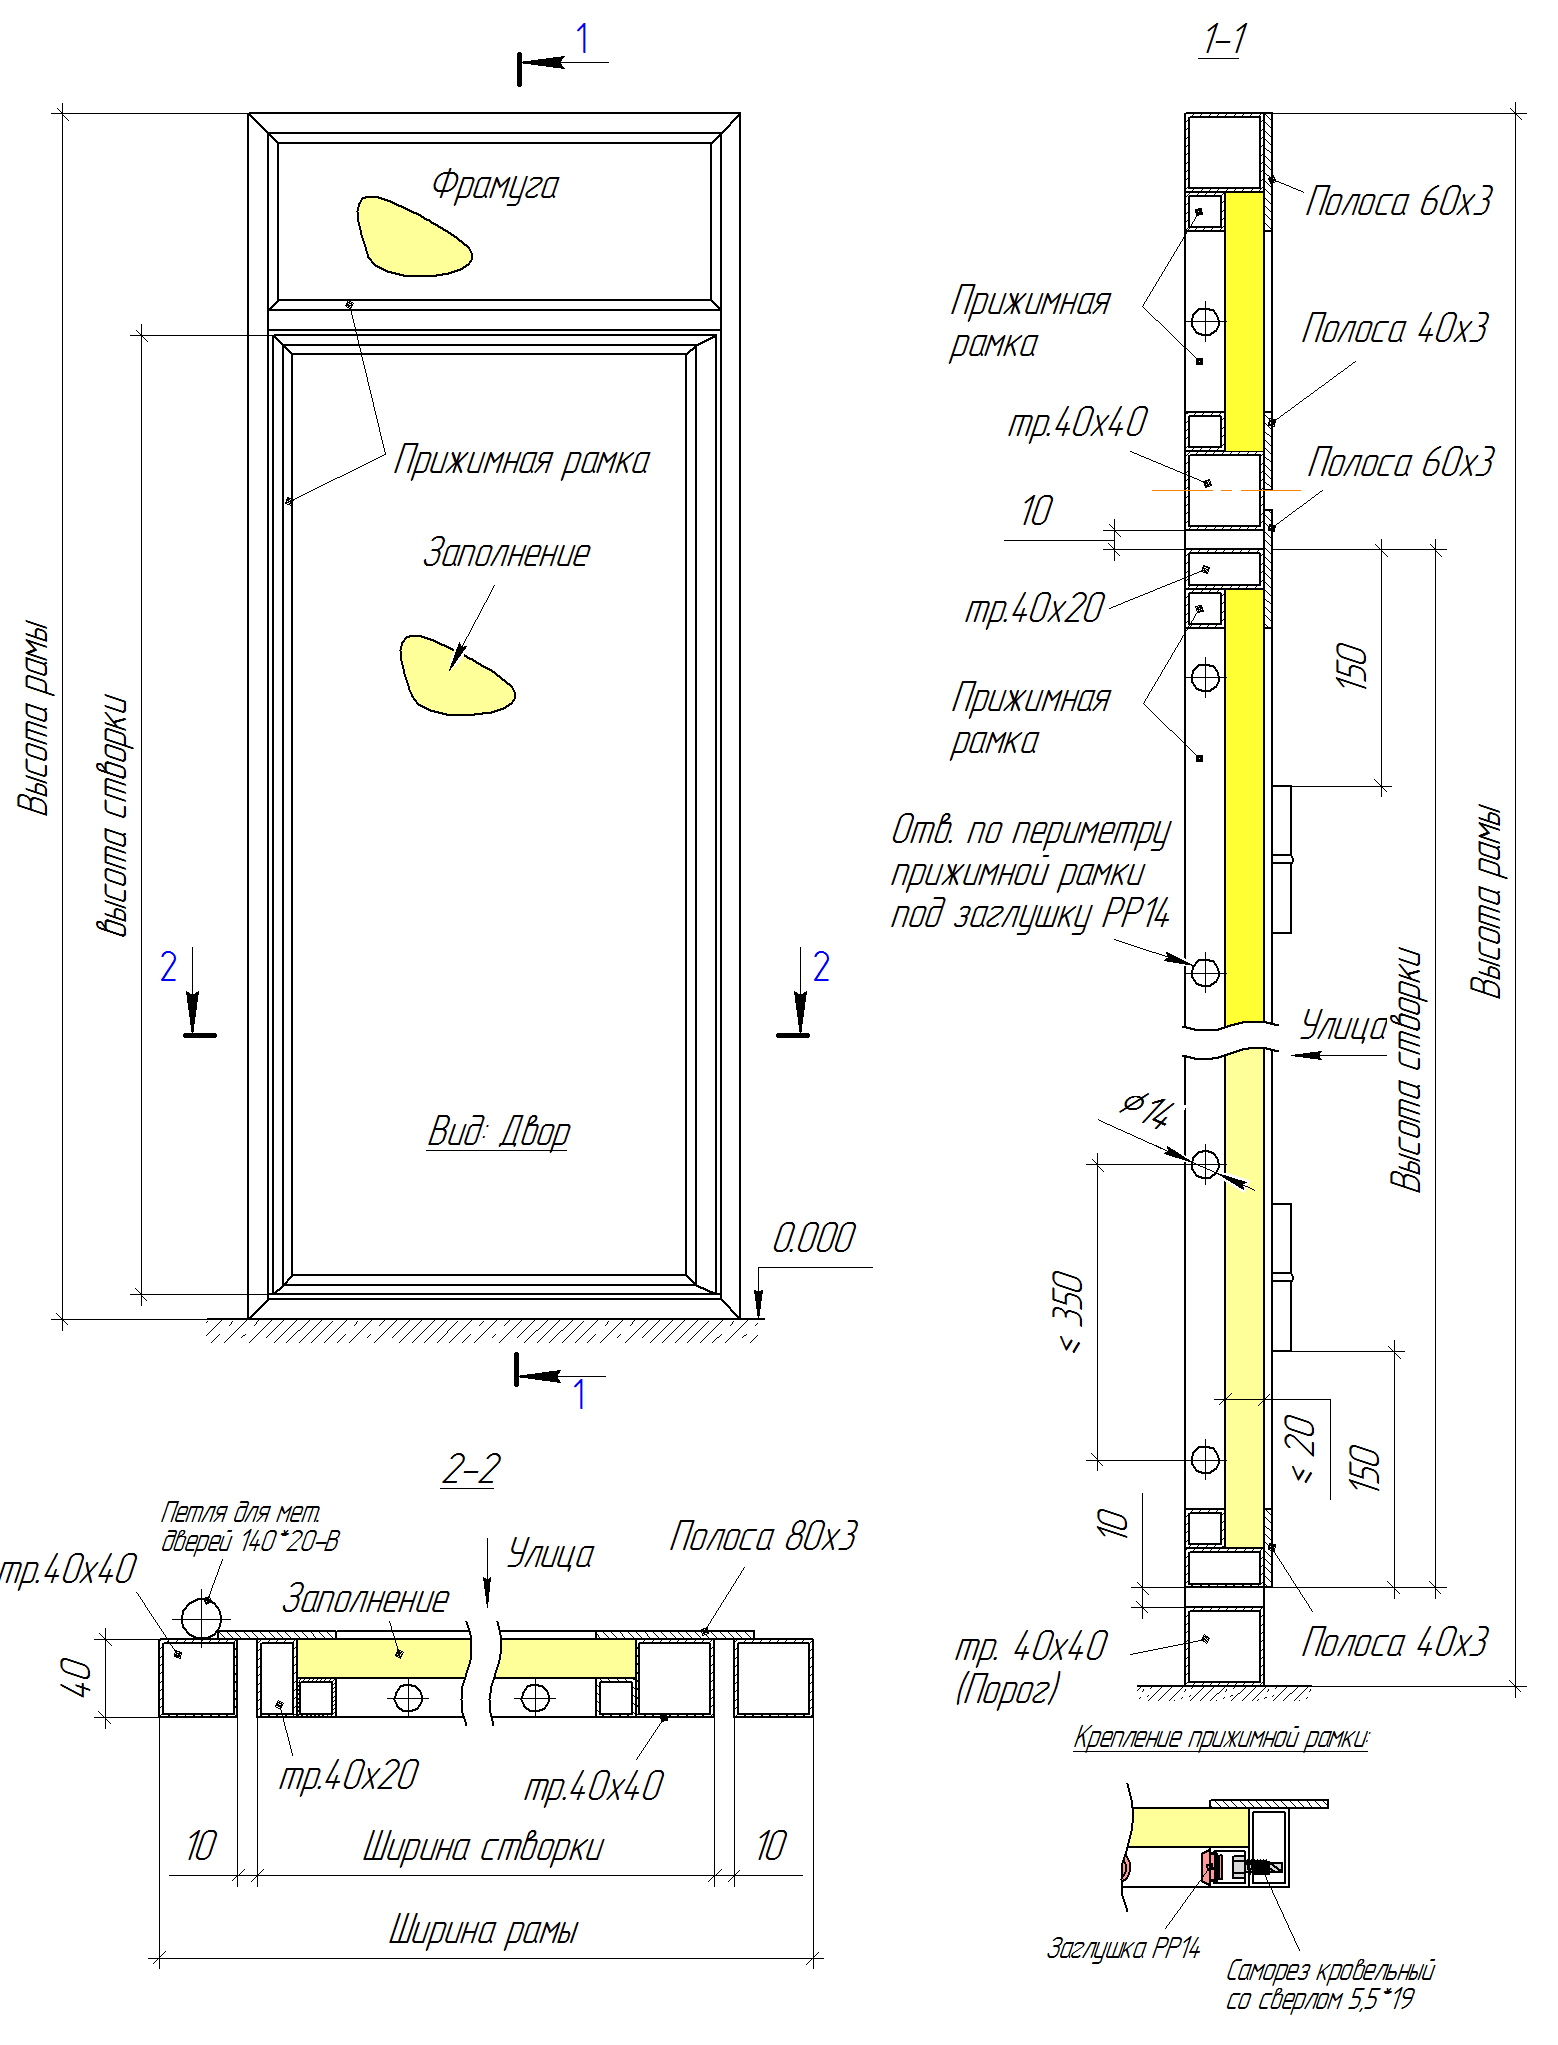 1
Фрамуга
Прижимная рамка
Заполнение
Высота рамы
высота створки
2
2
Вид: Двор
0.000
1
1-1
Полоса 60х3
Прижимная
рамка
Полоса 40х3
тр.40х40
Полоса 60х3
10
тр.40х20
150
Прижимная
рамка
Отв. по периметру
прижимной рамки
под заглушку РР14
Улица
Высота створки
Высота рамы
⌀14
≤ 350
≤ 20
150
10
тр. 40х40
(Порог)
Полоса 40х3
2-2
Петля для мет.
дверей 140*20-В
тр.40х40
Улица
Полоса 80х3
Заполнение
40
тр.40х20
тр.40х40
10
Ширина створки
10
Ширина рамы
Крепление прижимной рамки:
Заглушка РР14
Саморез кровельный
со сверлом 5,5*19